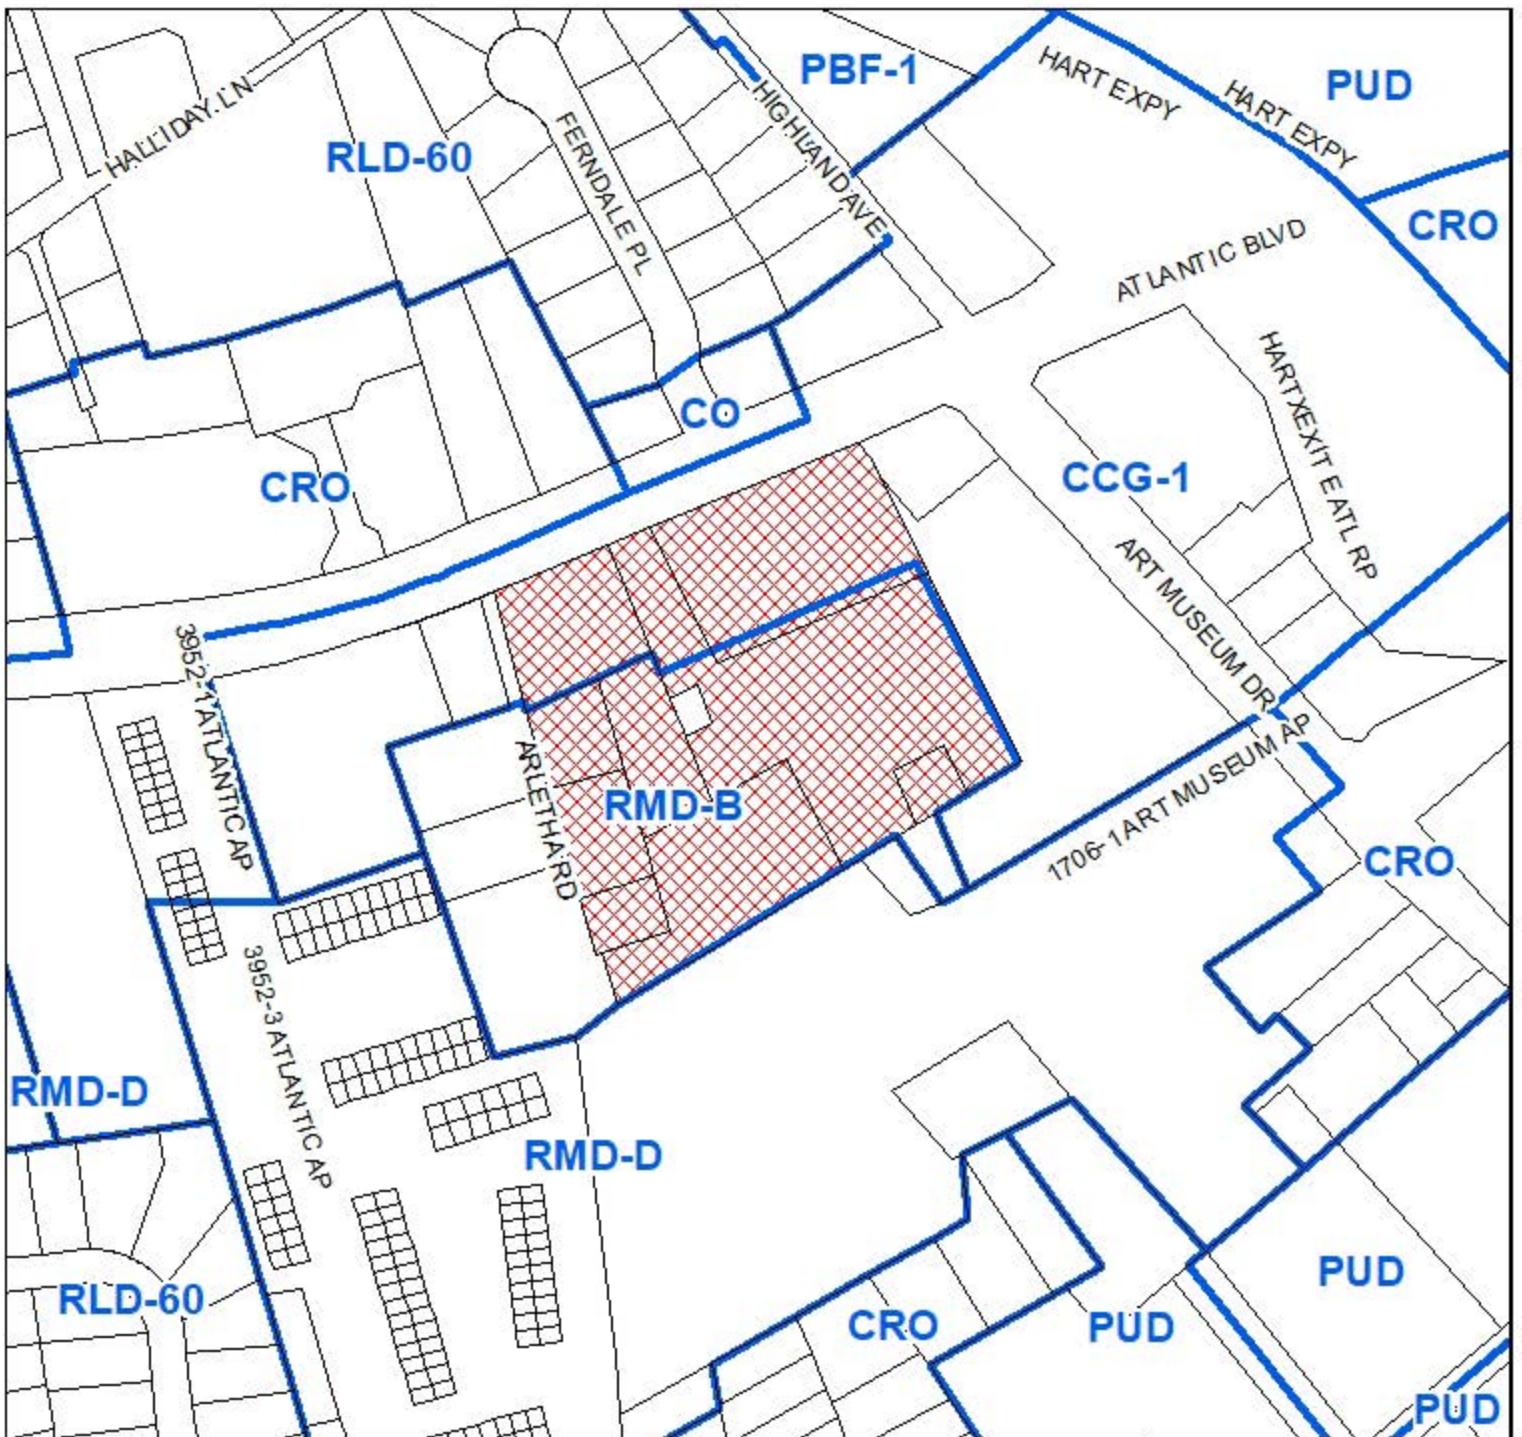 PBF-1
HART EXPY
HART EXPY
PUD
HALLIDAY LN
RLD-60
FERNDALE PL
HIGHLAND AVE
CRO
ATLANTIC BLVD
HART XEXIT E ATL RP
CO
CRO
CCG-1
ART MUSEUM DR
3952-1 ATLANTIC AP
ARLETHA RD
RMD-B
1706-1 ART MUSEUM AP
CRO
3952-3 ATLANTIC AP
RMD-D
RMD-D
RLD-60
CRO
PUD
PUD
PUD